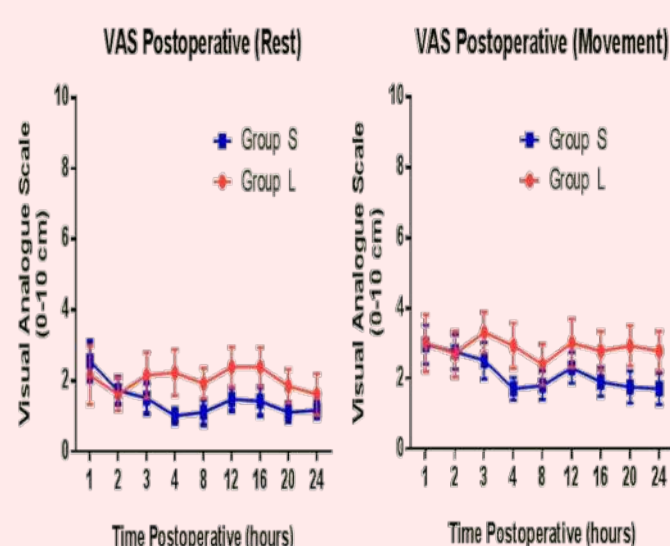 VAS Postoperative (Rest)
10
8
6
4
2
0
Visual Analogue Scale
(0-10 cm)
Group S
Group L
1 2 3 4 8 12 16 20 24
Time Postoperative (hours)
VAS Postoperative (Movement)
10
8
6
4
2
0
Visual Analogue Scale
(0-10 cm)
Group S
Group L
1 2 3 4 8 12 16 20 24
Time Postoperative (hours)